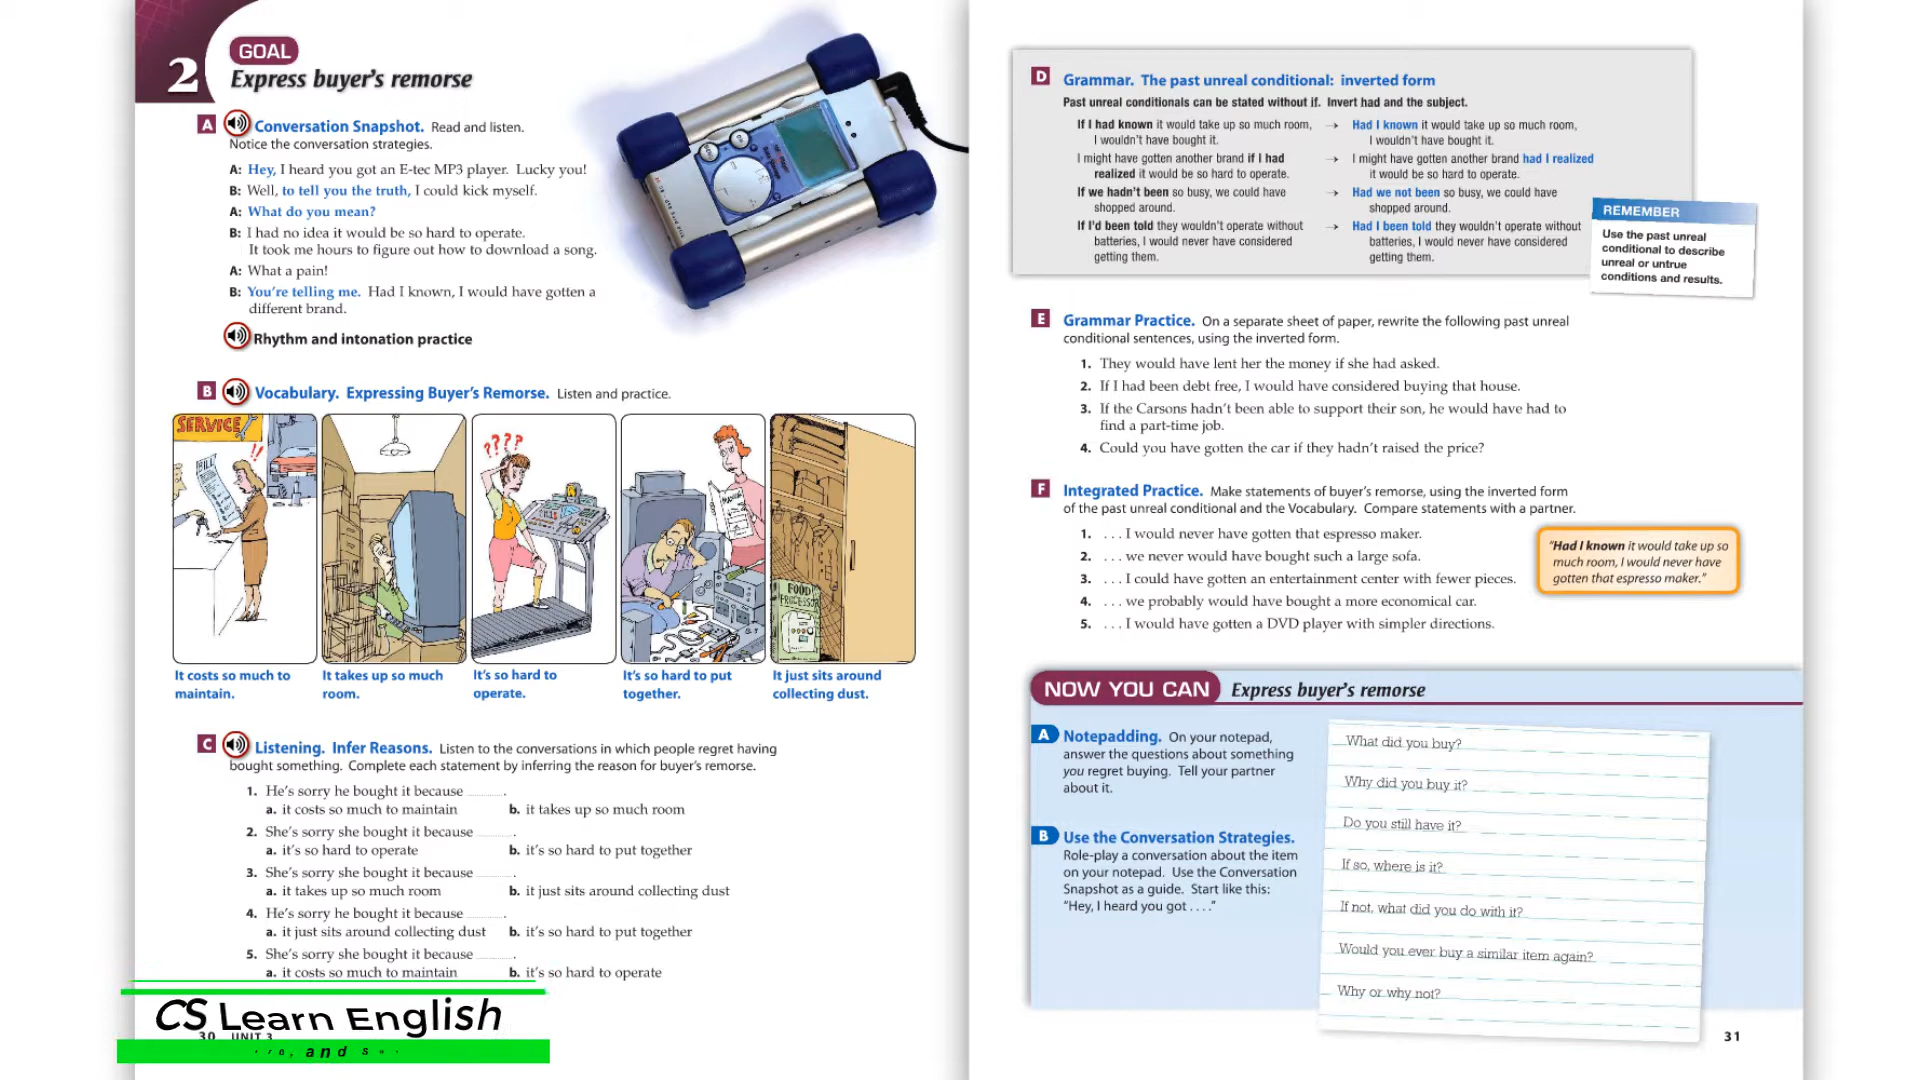 2
GOAL
Express buyer's remorse
A Conversation Snapshot. Read and listen.
Notice the conversation strategies.
A: Hey, I heard you got an E-tec MP3 player. Lucky you!
B: Well, to tell you the truth, I could kick myself.
A: What do you mean?
B: I had no idea it would be so hard to operate.
It took me hours to figure out how to download a song.
A: What a pain!
B: You're telling me. Had I known, I would have gotten a
different brand.
Rhythm and intonation practice
B Vocabulary. Expressing Buyer's Remorse. Listen and practice.
SERVICE
!!
BILL
????
MANUAL
FOOD
PROCESSOR
It costs so much to
maintain.
It takes up so much
room.
It's so hard to
operate.
It's so hard to put
together.
It just sits around
collecting dust.
C Listening. Infer Reasons. Listen to the conversations in which people regret having
bought something. Complete each statement by inferring the reason for buyer's remorse.
1. He's sorry he bought it because ______.
a. it costs so much to maintain b. it takes up so much room
2. She's sorry she bought it because ______.
a. it's so hard to operate b. it's so hard to put together
3. She's sorry she bought it because ______.
a. it takes up so much room b. it just sits around collecting dust
4. He's sorry he bought it because ______.
a. it just sits around collecting dust b. it's so hard to put together
5. She's sorry she bought it because ______.
a. it costs so much to maintain b. it's so hard to operate
CS Learn English
30 UNIT 3
, and
D Grammar. The past unreal conditional: inverted form
Past unreal conditionals can be stated without if. Invert had and the subject.
If I had known it would take up so much room, → Had I known it would take up so much room,
I wouldn't have bought it. I wouldn't have bought it.
I might have gotten another brand if I had → I might have gotten another brand had I realized
realized it would be so hard to operate. it would be so hard to operate.
If we hadn't been so busy, we could have → Had we not been so busy, we could have
shopped around. shopped around.
If I'd been told they wouldn't operate without → Had I been told they wouldn't operate without
batteries, I would never have considered batteries, I would never have considered
getting them. getting them.
REMEMBER
Use the past unreal
conditional to describe
unreal or untrue
conditions and results.
E Grammar Practice. On a separate sheet of paper, rewrite the following past unreal
conditional sentences, using the inverted form.
1. They would have lent her the money if she had asked.
2. If I had been debt free, I would have considered buying that house.
3. If the Carsons hadn't been able to support their son, he would have had to
find a part-time job.
4. Could you have gotten the car if they hadn't raised the price?
F Integrated Practice. Make statements of buyer's remorse, using the inverted form
of the past unreal conditional and the Vocabulary. Compare statements with a partner.
1. . . . I would never have gotten that espresso maker.
2. . . . we never would have bought such a large sofa.
3. . . . I could have gotten an entertainment center with fewer pieces.
4. . . . we probably would have bought a more economical car.
5. . . . I would have gotten a DVD player with simpler directions.
"Had I known it would take up so
much room, I would never have
gotten that espresso maker."
NOW YOU CAN Express buyer's remorse
A Notepadding. On your notepad,
answer the questions about something
you regret buying. Tell your partner
about it.
B Use the Conversation Strategies.
Role-play a conversation about the item
on your notepad. Use the Conversation
Snapshot as a guide. Start like this:
"Hey, I heard you got . . . ."
What did you buy?
Why did you buy it?
Do you still have it?
If so, where is it?
If not, what did you do with it?
Would you ever buy a similar item again?
Why or why not?
31